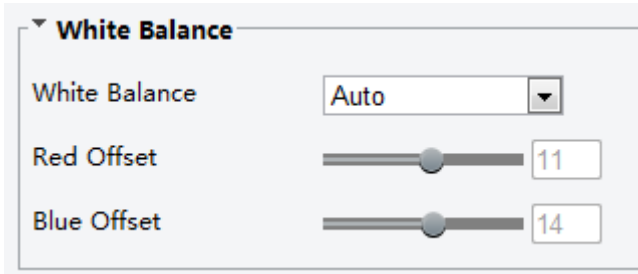 White Balance
White Balance Auto
Red Offset 11
Blue Offset 14